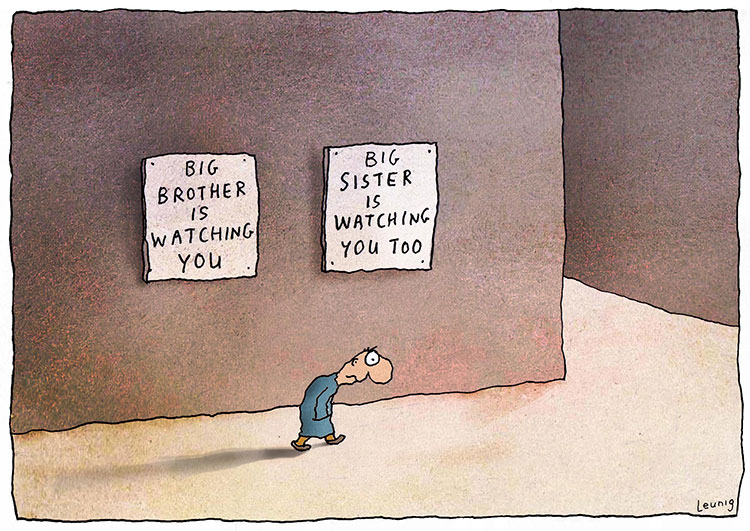 BIG
BROTHER
IS
WATCHING
YOU
BIG
SISTER
IS
WATCHING
YOU TOO
Leunig